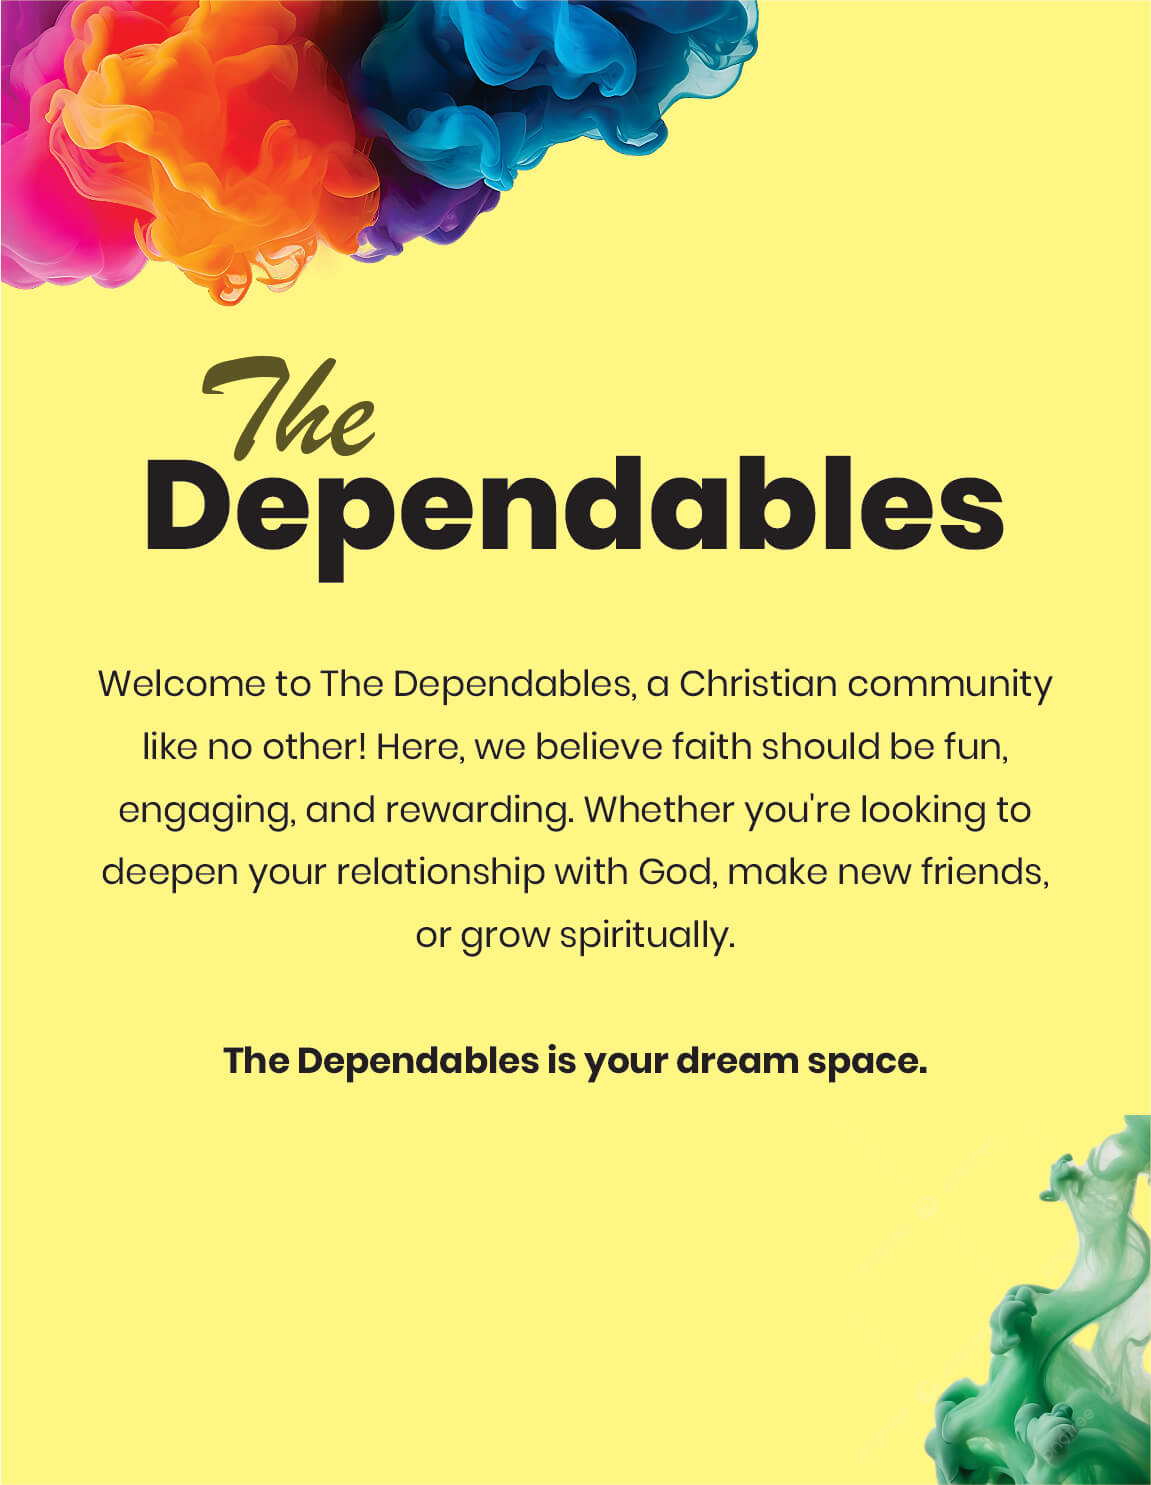 The
Dependables
Welcome to The Dependables, a Christian community
like no other! Here, we believe faith should be fun,
engaging, and rewarding. Whether you're looking to
deepen your relationship with God, make new friends,
or grow spiritually.
The Dependables is your dream space.